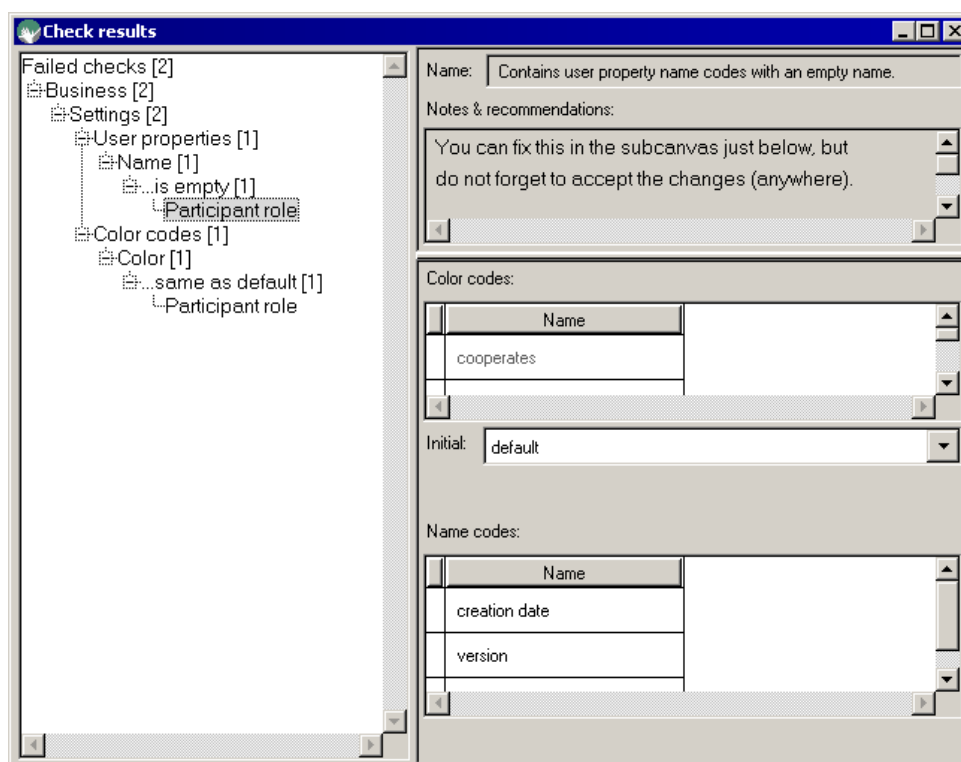 Check results
Failed checks [2]
Business [2]
Settings [2]
User properties [1]
Name [1]
...is empty [1]
Participant role
Color codes [1]
Color [1]
...same as default [1]
Participant role
Name: Contains user property name codes with an empty name.
Notes & recommendations:
You can fix this in the subcanvas just below, but
do not forget to accept the changes (anywhere).
Color codes:
Name
cooperates
Initial: default
Name codes:
Name
creation date
version